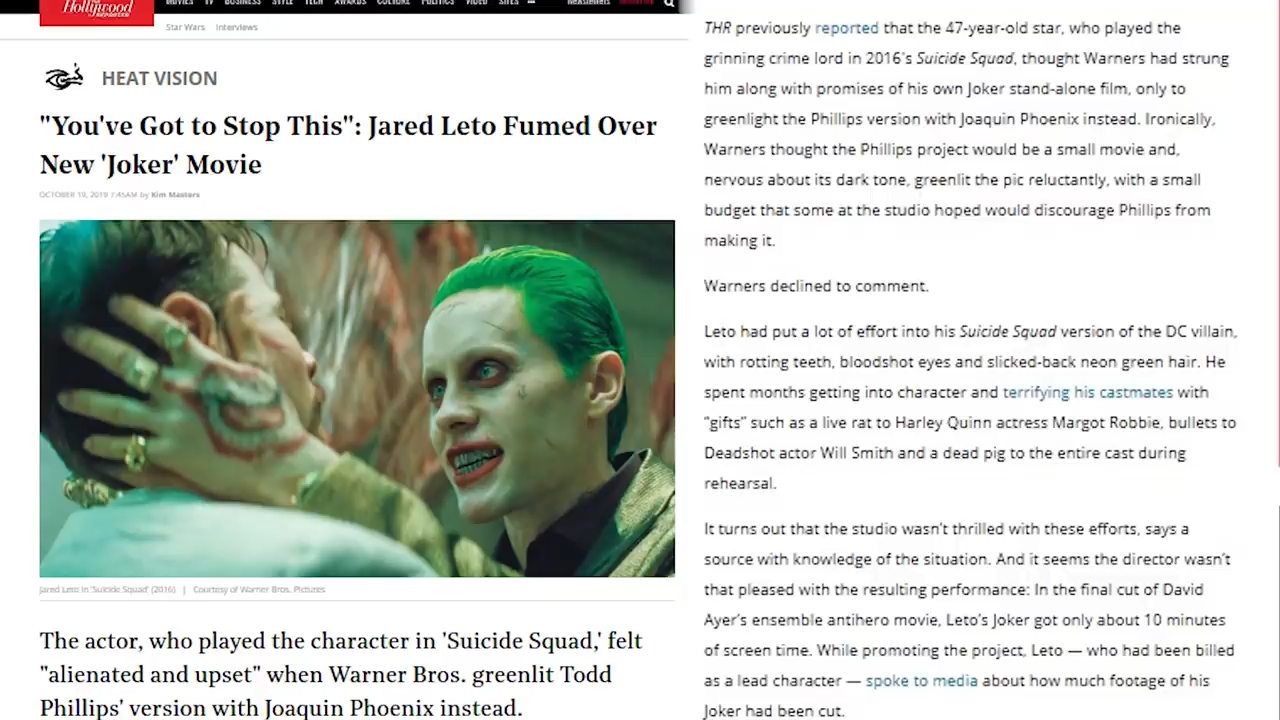 Hollywood
REPORTER
MOVIES TV BUSINESS STYLE TECH AWARDS CULTURE POLITICS VIDEO SITES
Newsletters
Star Wars Interviews
HEAT VISION
"You've Got to Stop This": Jared Leto Fumed Over
New 'Joker' Movie
OCTOBER 19, 2019 7:45AM by Kim Masters
Jared Leto in 'Suicide Squad' (2016) | Courtesy of Warner Bros. Pictures
The actor, who played the character in 'Suicide Squad,' felt
"alienated and upset" when Warner Bros. greenlit Todd
Phillips' version with Joaquin Phoenix instead.
THR previously reported that the 47-year-old star, who played the
grinning crime lord in 2016's Suicide Squad, thought Warners had strung
him along with promises of his own Joker stand-alone film, only to
greenlight the Phillips version with Joaquin Phoenix instead. Ironically,
Warners thought the Phillips project would be a small movie and,
nervous about its dark tone, greenlit the pic reluctantly, with a small
budget that some at the studio hoped would discourage Phillips from
making it.
Warners declined to comment.
Leto had put a lot of effort into his Suicide Squad version of the DC villain,
with rotting teeth, bloodshot eyes and slicked-back neon green hair. He
spent months getting into character and terrifying his castmates with
"gifts" such as a live rat to Harley Quinn actress Margot Robbie, bullets to
Deadshot actor Will Smith and a dead pig to the entire cast during
rehearsal.
It turns out that the studio wasn't thrilled with these efforts, says a
source with knowledge of the situation. And it seems the director wasn't
that pleased with the resulting performance: In the final cut of David
Ayer's ensemble antihero movie, Leto's Joker got only about 10 minutes
of screen time. While promoting the project, Leto — who had been billed
as a lead character — spoke to media about how much footage of his
Joker had been cut.